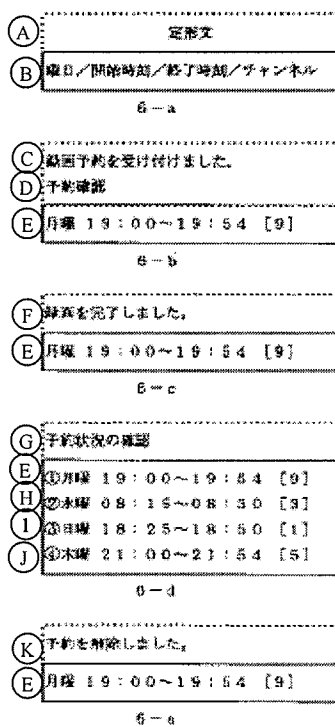 A 定形文
B 曜日／開始時刻／終了時刻／チャンネル
6-a
C 録画予約を受け付けました。
D 予約確認
E 月曜 19:00～19:54 [9]
6-b
F 録画を完了しました。
E 月曜 19:00～19:54 [9]
6-c
G 予約状況の確認
E ①月曜 19:00～19:54 [9]
H ②水曜 08:15～08:30 [3]
I ③日曜 18:25～18:50 [1]
J ④木曜 21:00～21:54 [5]
6-d
K 予約を解除しました。
E 月曜 19:00～19:54 [9]
6-e